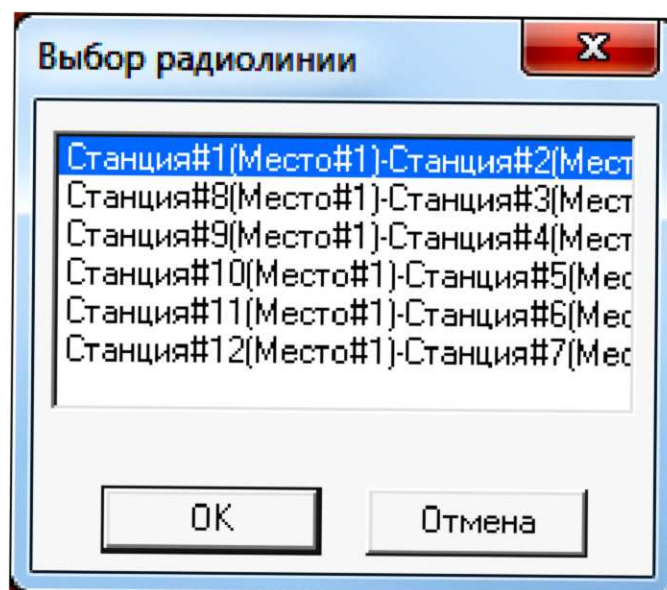 Выбор радиолинии
Станция#1(Место#1)-Станция#2(Мест
Станция#8(Место#1)-Станция#3(Мест
Станция#9(Место#1)-Станция#4(Мест
Станция#10(Место#1)-Станция#5(Мес
Станция#11(Место#1)-Станция#6(Мес
Станция#12(Место#1)-Станция#7(Мес
OK
Отмена